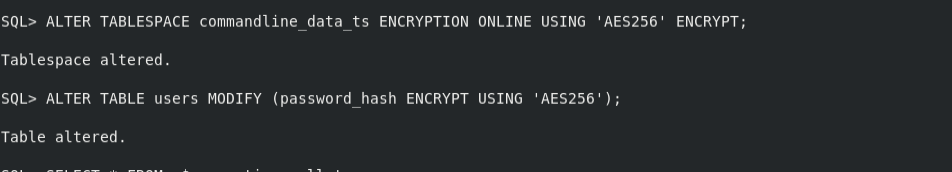 SQL> ALTER TABLESPACE commandline_data_ts ENCRYPTION ONLINE USING 'AES256' ENCRYPT;
Tablespace altered.
SQL> ALTER TABLE users MODIFY (password_hash ENCRYPT USING 'AES256');
Table altered.
SQL> SELECT * FROM